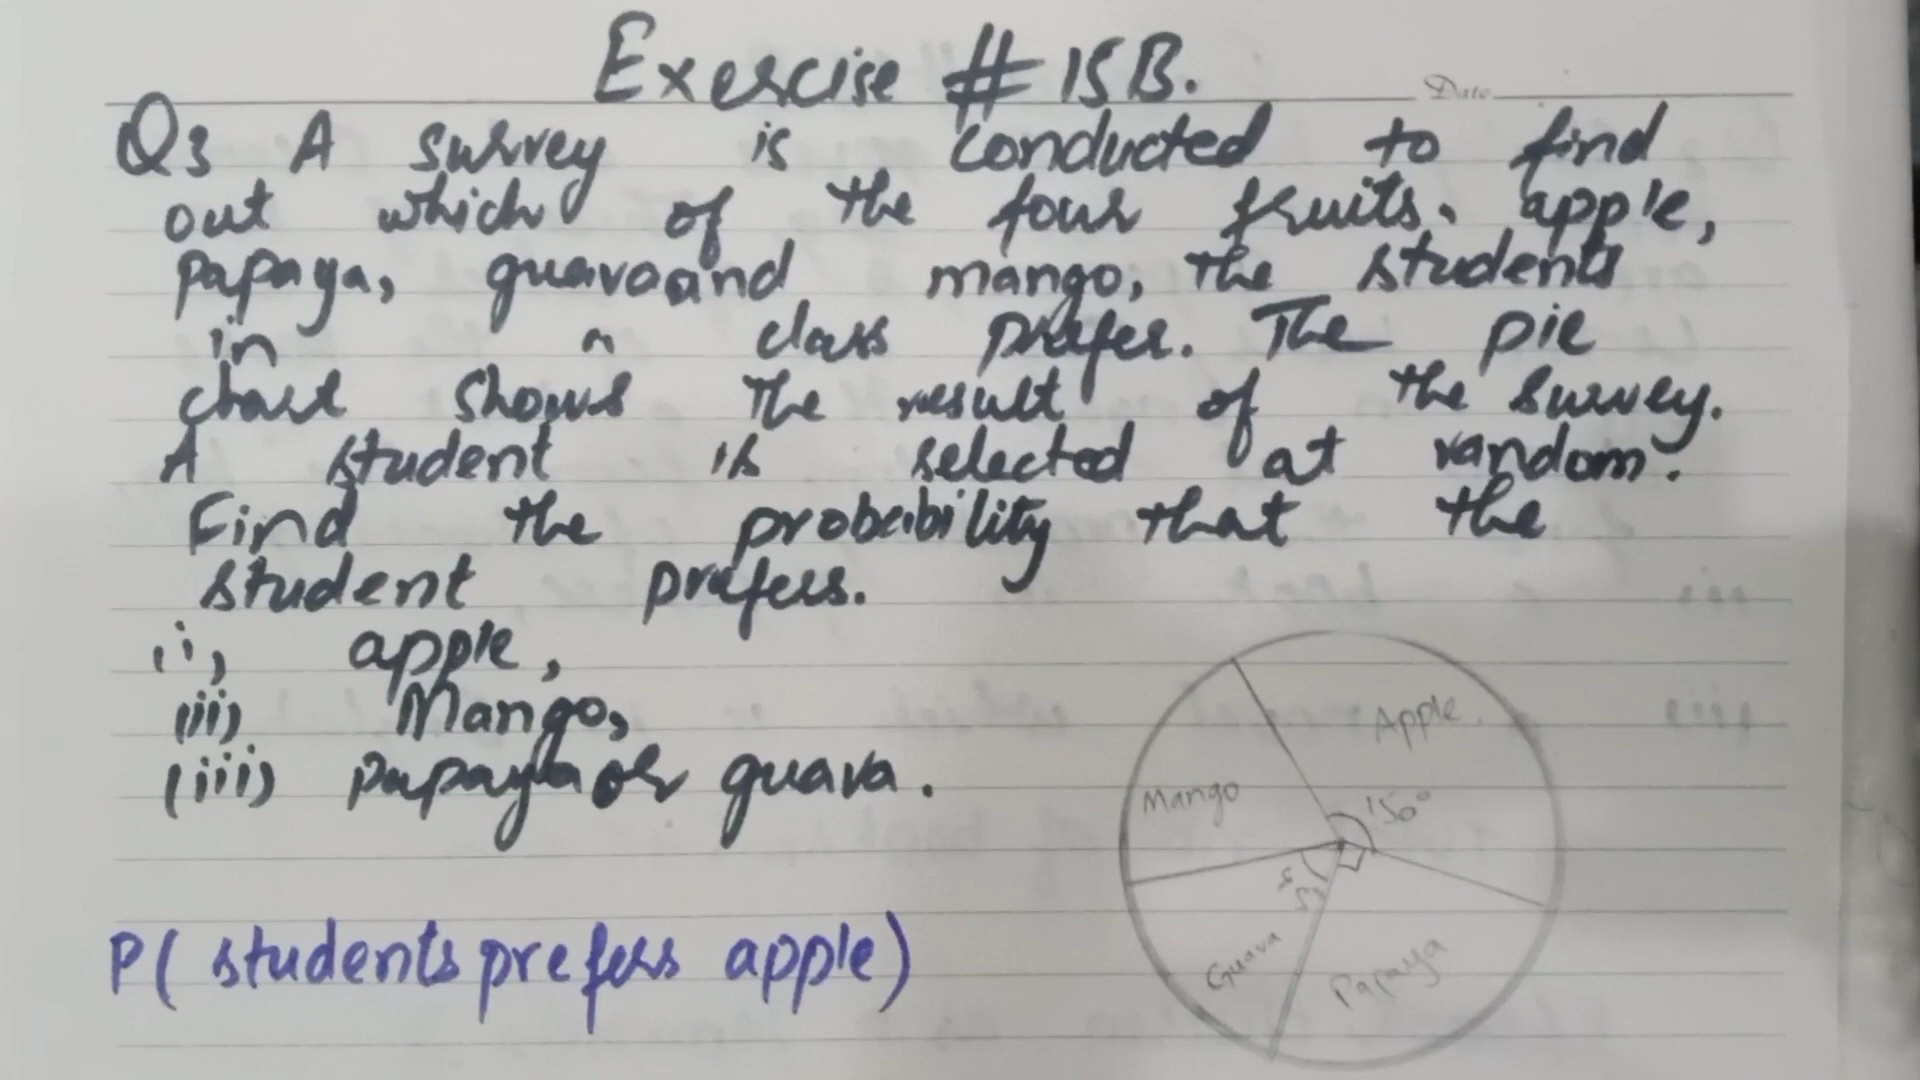 Exercise # 15B.
Date
Q3 A survey is conducted to find
out which of the four fruits. apple,
papaya, guava and mango, the students
in a class prefer. The pie
chart shows the result of the survey.
A student is selected at random.
Find the probability that the
student prefers.
(i) apple,
(ii) Mango,
(iii) papaya or guava.
Apple
150°
Mango
Guava
Papaya
P( students prefers apple)